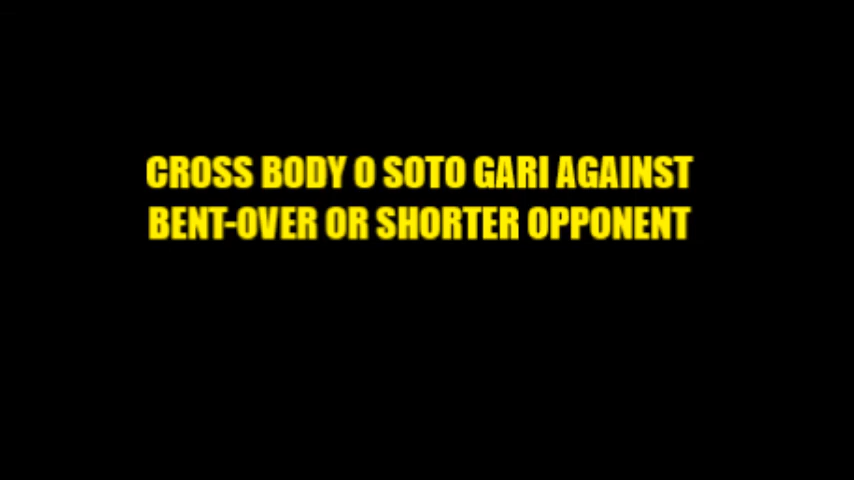 CROSS BODY O SOTO GARI AGAINST
BENT-OVER OR SHORTER OPPONENT